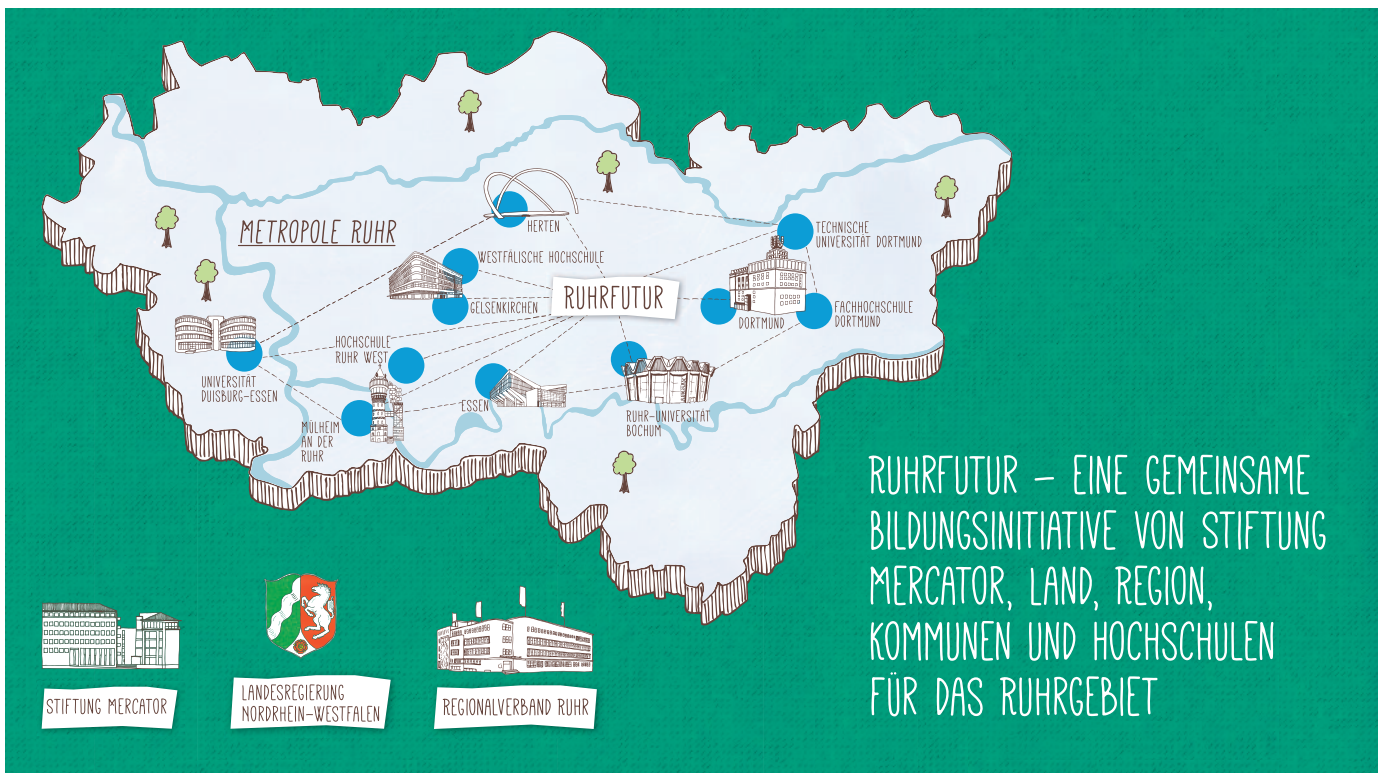 METROPOLE RUHR
HERTEN
TECHNISCHE
UNIVERSITÄT DORTMUND
WESTFÄLISCHE HOCHSCHULE
GELSENKIRCHEN
RUHRFUTUR
DORTMUND
FACHHOCHSCHULE
DORTMUND
HOCHSCHULE
RUHR WEST
UNIVERSITÄT
DUISBURG-ESSEN
ESSEN
MÜLHEIM
AN DER
RUHR
RUHR-UNIVERSITÄT
BOCHUM
RUHRFUTUR – EINE GEMEINSAME
BILDUNGSINITIATIVE VON STIFTUNG
MERCATOR, LAND, REGION,
KOMMUNEN UND HOCHSCHULEN
FÜR DAS RUHRGEBIET
STIFTUNG MERCATOR
LANDESREGIERUNG
NORDRHEIN-WESTFALEN
REGIONALVERBAND RUHR